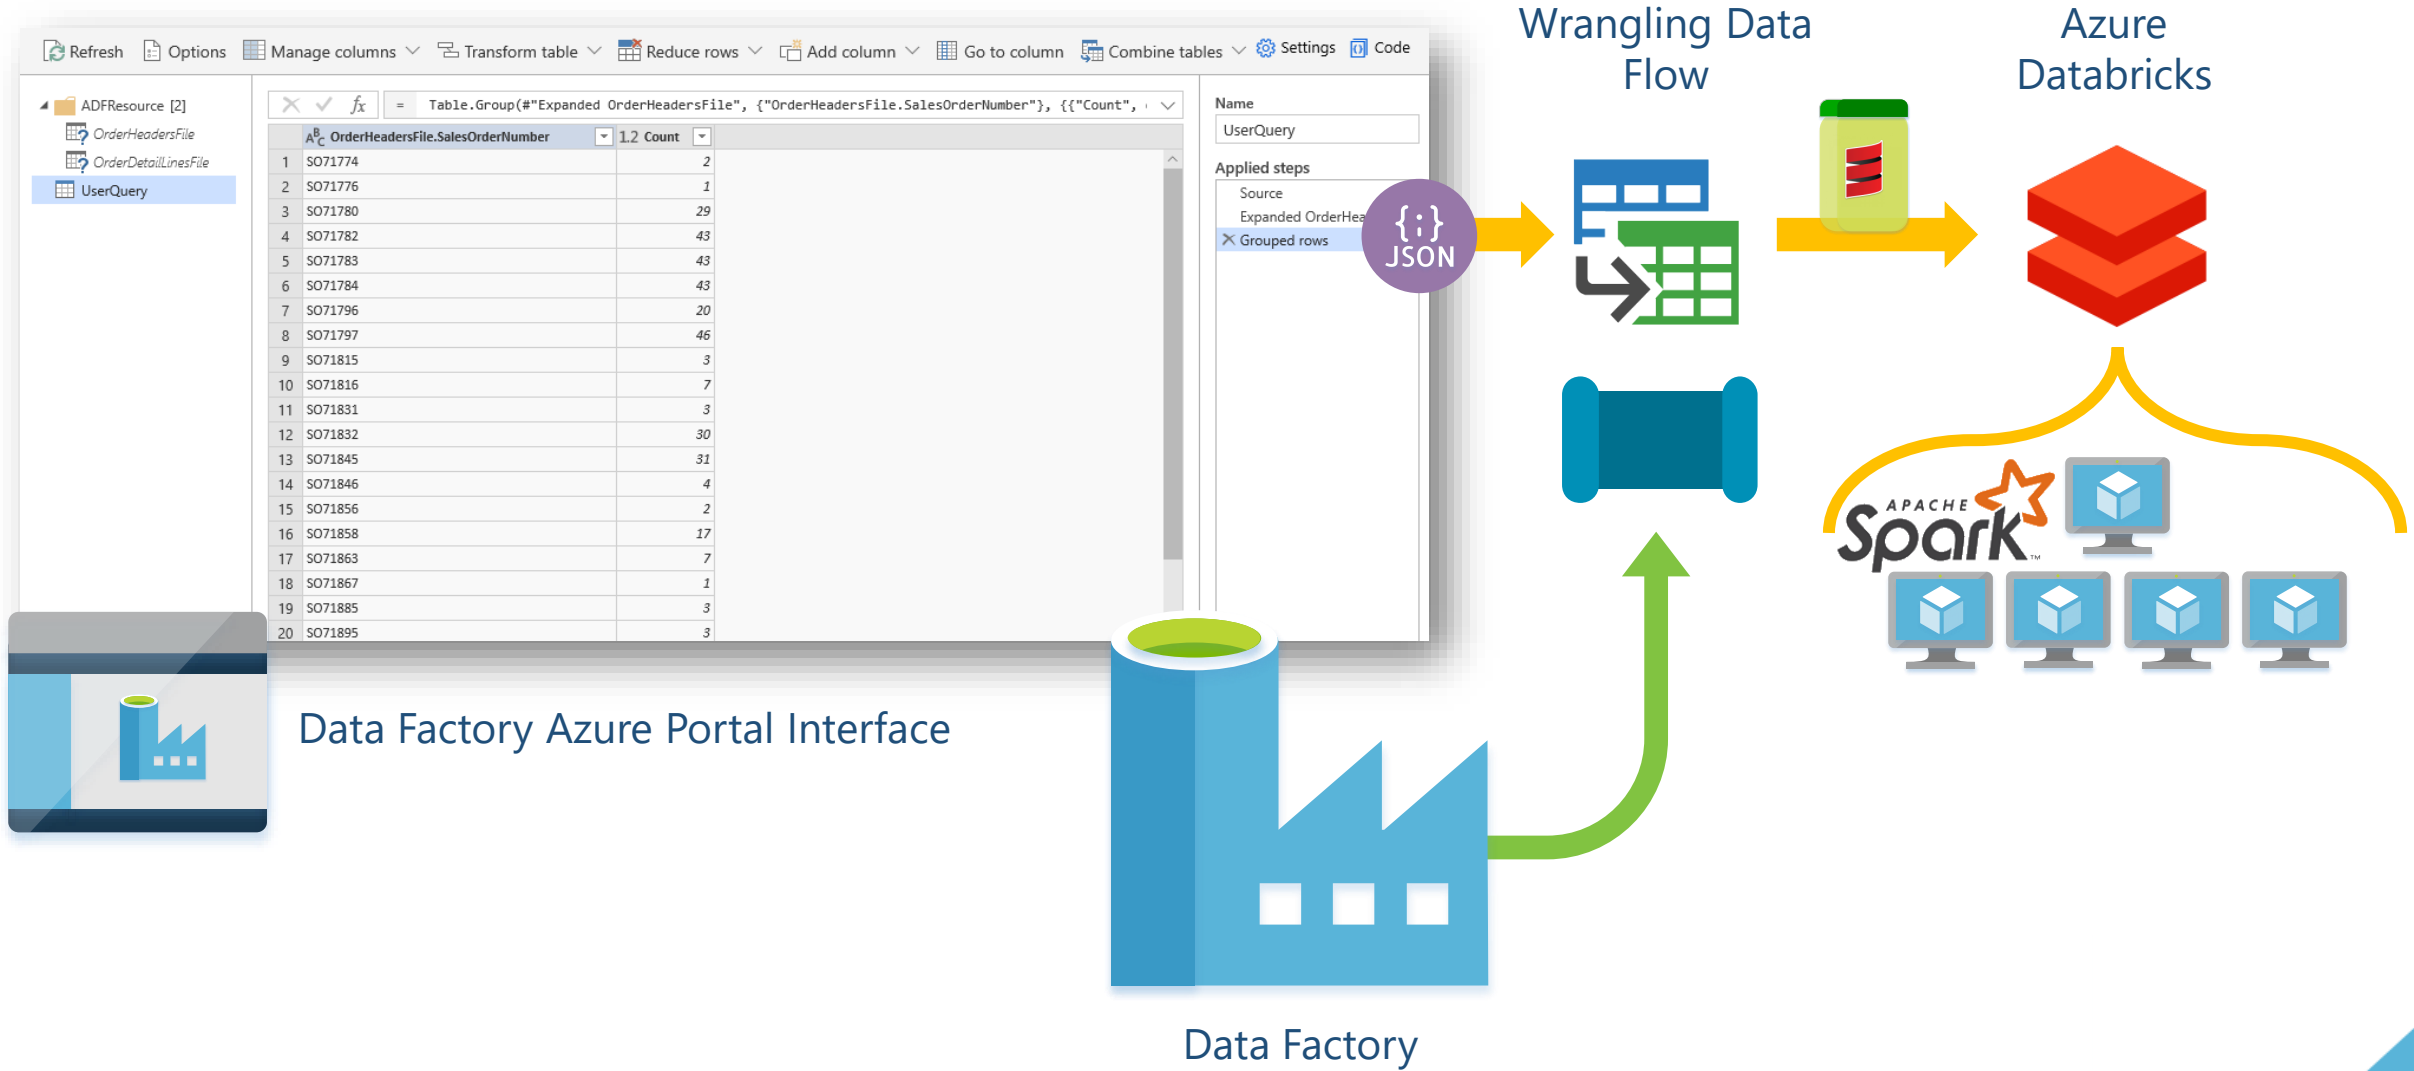 Refresh Options Manage columns Transform table Reduce rows Add column Go to column Combine tables Settings Code
ADFResource [2]
OrderHeadersFile
OrderDetailLinesFile
UserQuery
fx = Table.Group(#"Expanded OrderHeadersFile", {"OrderHeadersFile.SalesOrderNumber"}, {{"Count",
ABC OrderHeadersFile.SalesOrderNumber 1.2 Count
1 SO71774 2
2 SO71776 1
3 SO71780 29
4 SO71782 43
5 SO71783 43
6 SO71784 43
7 SO71796 20
8 SO71797 46
9 SO71815 3
10 SO71816 7
11 SO71831 3
12 SO71832 30
13 SO71845 31
14 SO71846 4
15 SO71856 2
16 SO71858 17
17 SO71863 7
18 SO71867 1
19 SO71885 3
20 SO71895 3
Name
UserQuery
Applied steps
Source
Expanded OrderHea
Grouped rows
{;}
JSON
Wrangling Data
Flow
Azure
Databricks
APACHE
Spark™
Data Factory Azure Portal Interface
Data Factory